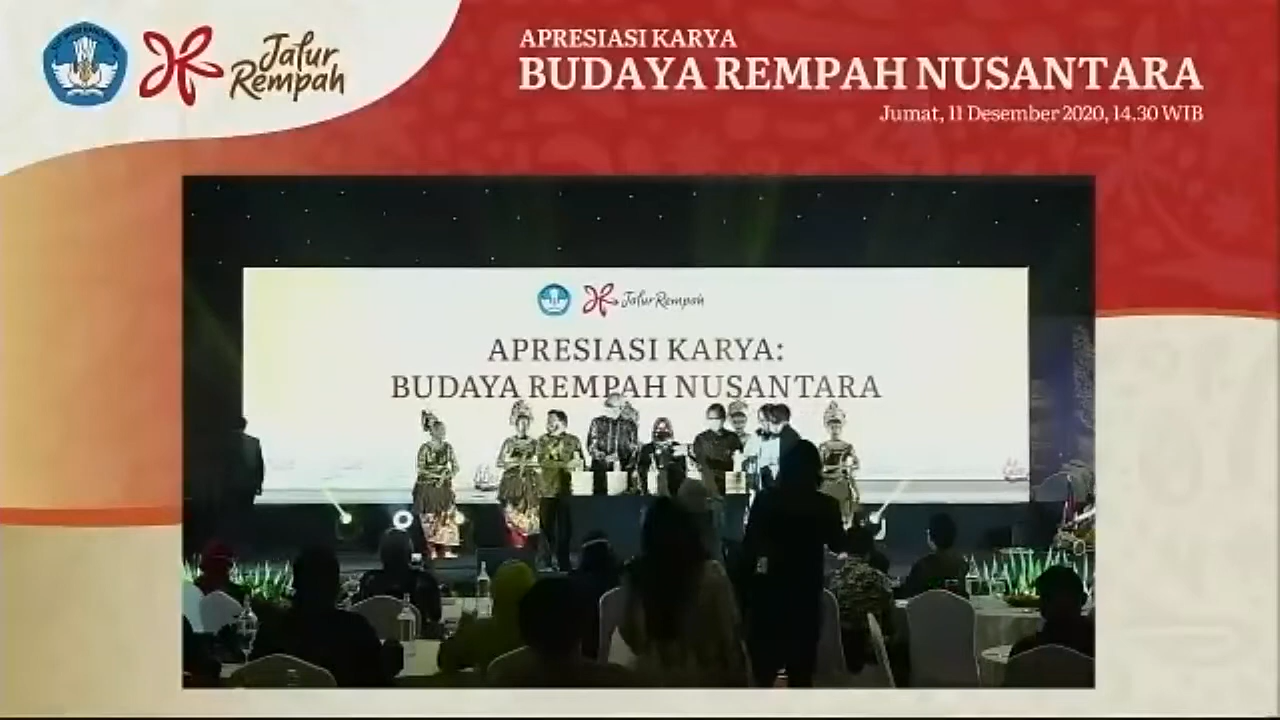 Jalur
Rempah
APRESIASI KARYA
BUDAYA REMPAH NUSANTARA
Jumat, 11 Desember 2020, 14.30 WIB
Jalur Rempah
APRESIASI KARYA:
BUDAYA REMPAH NUSANTARA